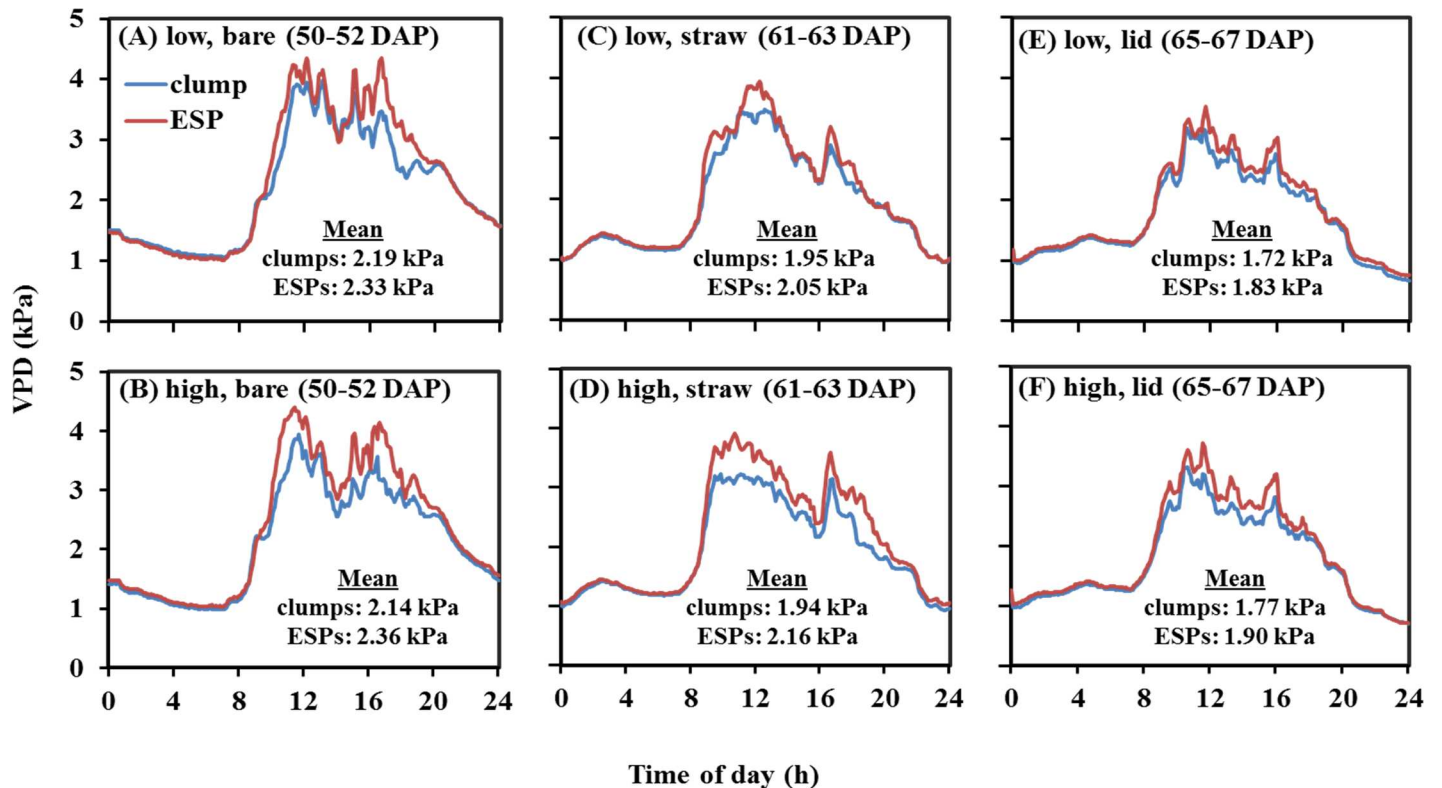 VPD (kPa)
5
4
3
2
1
0
(A) low, bare (50-52 DAP)
clump
ESP
Mean
clumps: 2.19 kPa
ESPs: 2.33 kPa
(C) low, straw (61-63 DAP)
Mean
clumps: 1.95 kPa
ESPs: 2.05 kPa
(E) low, lid (65-67 DAP)
Mean
clumps: 1.72 kPa
ESPs: 1.83 kPa
5
4
3
2
1
0
(B) high, bare (50-52 DAP)
Mean
clumps: 2.14 kPa
ESPs: 2.36 kPa
0 4 8 12 16 20 24
(D) high, straw (61-63 DAP)
Mean
clumps: 1.94 kPa
ESPs: 2.16 kPa
0 4 8 12 16 20 24
(F) high, lid (65-67 DAP)
Mean
clumps: 1.77 kPa
ESPs: 1.90 kPa
0 4 8 12 16 20 24
Time of day (h)